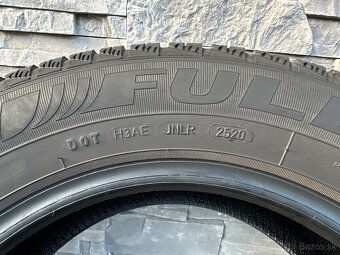 FUL
DOT H3AE JNLR 2520
Bazos.sk